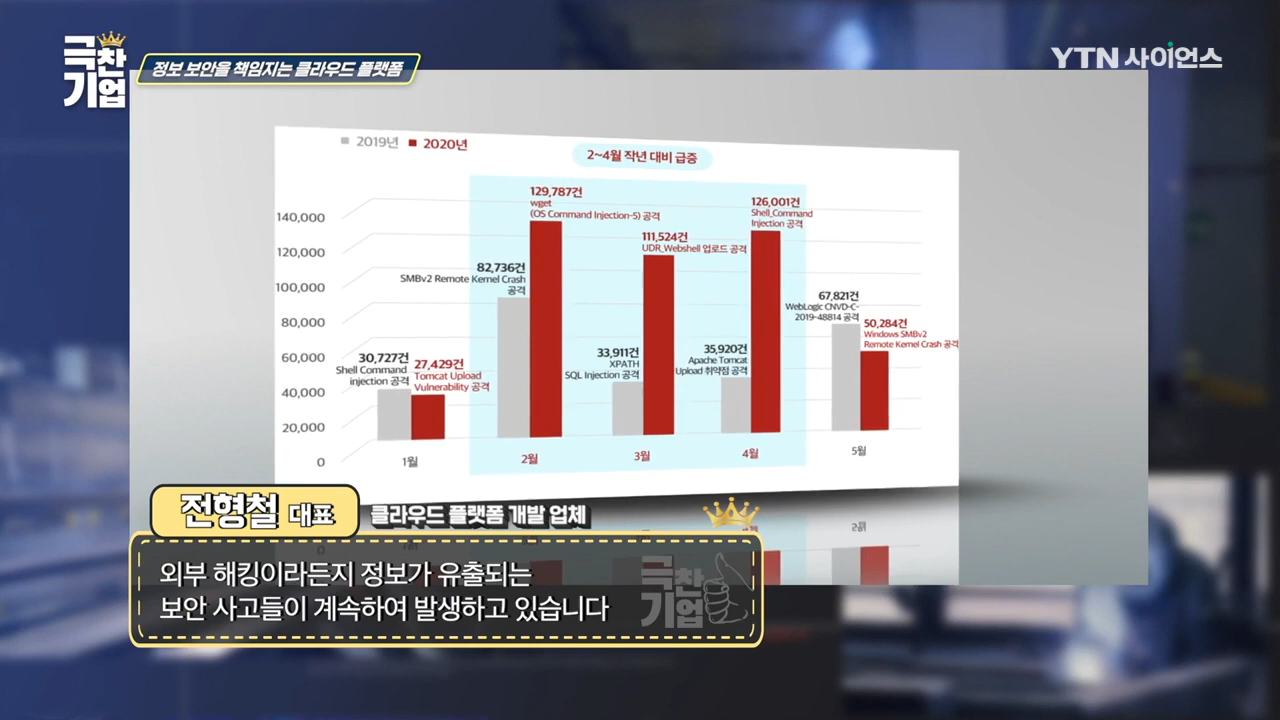 극찬
기업
정보 보안을 책임지는 클라우드 플랫폼
YTN 사이언스
2019년 2020년
2~4월 작년 대비 급증
140,000
120,000
100,000
80,000
60,000
40,000
20,000
0
30,727건
Shell Command
injection 공격
27,429건
Tomcat Upload
Vulnerability 공격
1월
82,736건
SMBv2 Remote Kernel Crash
공격
129,787건
wget
(OS Command Injection-5) 공격
2월
33,911건
XPATH
SQL Injection 공격
111,524건
UDR_Webshell 업로드 공격
3월
35,920건
Apache Tomcat
Upload 취약점 공격
126,001건
Shell_Command
Injection 공격
4월
67,821건
WebLogic CNVD-C-
2019-48814 공격
50,284건
Windows SMBv2
Remote Kernel Crash 공격
5월
전형철 대표
클라우드 플랫폼 개발 업체
외부 해킹이라든지 정보가 유출되는
보안 사고들이 계속하여 발생하고 있습니다
극찬
기업